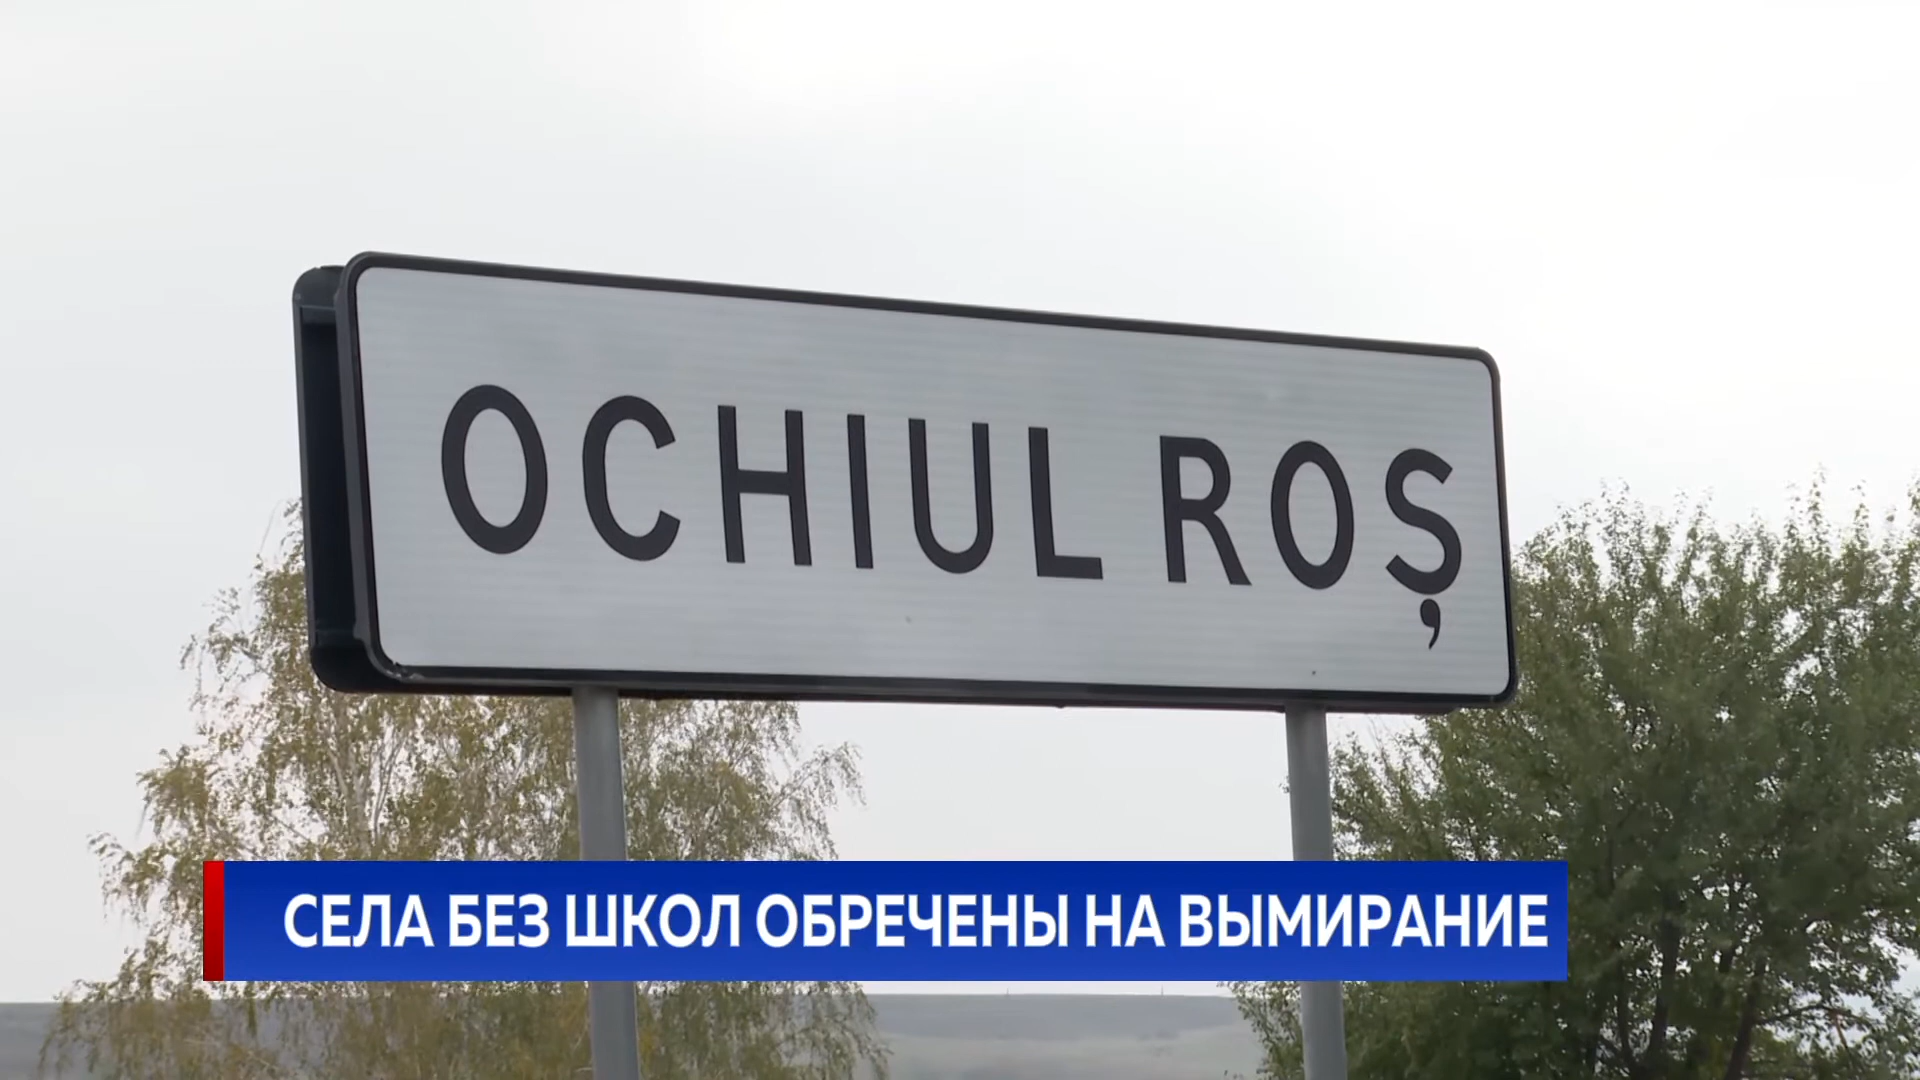 OCHIUL ROȘ
СЕЛА БЕЗ ШКОЛ ОБРЕЧЕНЫ НА ВЫМИРАНИЕ